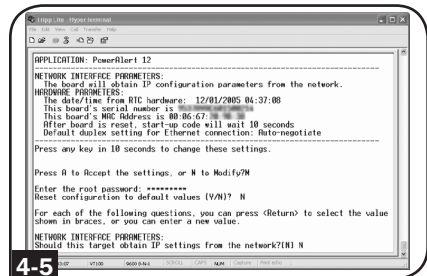 Tripp Lite - HyperTerminal
File Edit View Call Transfer Help
APPLICATION: PowerAlert 12
NETWORK INTERFACE PARAMETERS:
The board will obtain IP configuration parameters from the network.
HARDWARE PARAMETERS:
The date/time from RTC hardware: 12/01/2005 04:37:08
This board's serial number is
This board's MAC Address is 00:06:67:
After board is reset, start-up code will wait 10 seconds
Default duplex setting for Ethernet connection: Auto-negotiate
Press any key in 10 seconds to change these settings.
Press A to Accept the settings, or M to Modify?M
Enter the root password: *********
Reset configuration to default values (Y/N)? N
For each of the following questions, you can press <Return> to select the value
shown in braces, or you can enter a new value.
NETWORK INTERFACE PARAMETERS:
Should this target obtain IP settings from the network?[N] N
VT100 9600 8-N-1 SCROLL CAPS NUM Capture Print echo
4-5